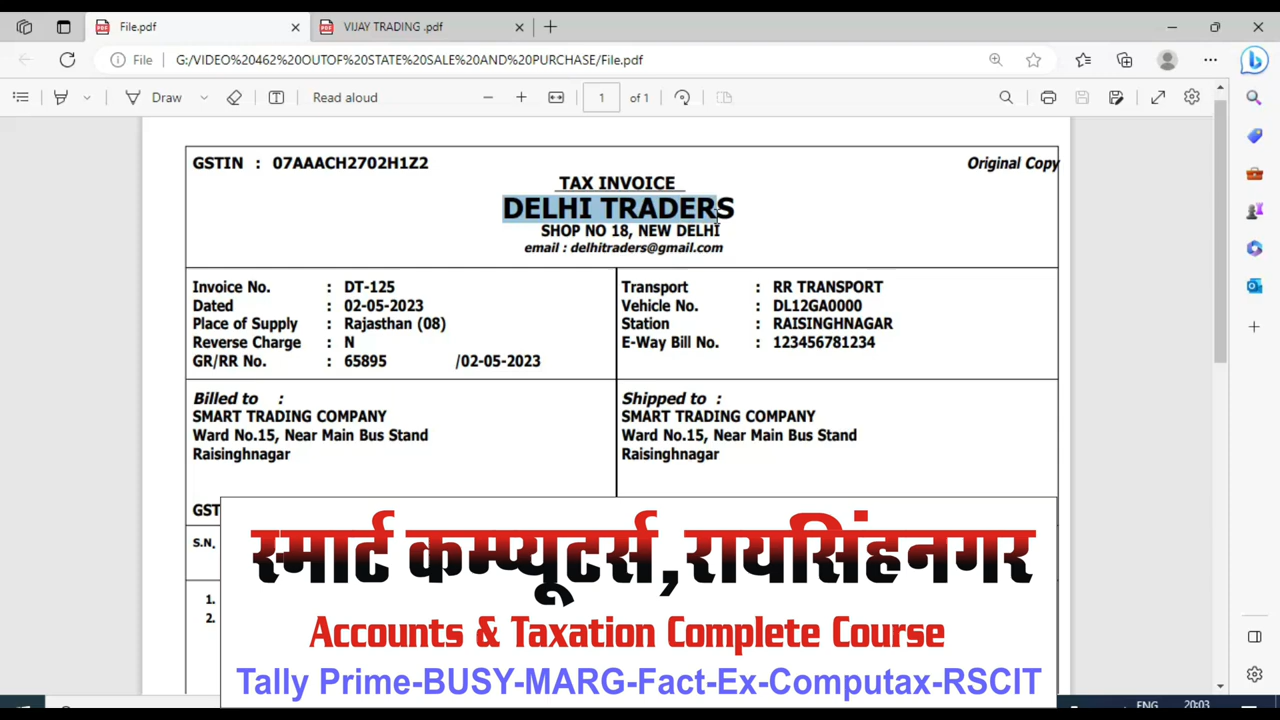 File.pdf
VIJAY TRADING .pdf
File
G:/VIDEO%20462%20OUTOF%20STATE%20SALE%20AND%20PURCHASE/File.pdf
Draw
Read aloud
1
of 1
GSTIN : 07AAACH2702H1Z2
Original Copy
TAX INVOICE
DELHI TRADERS
SHOP NO 18, NEW DELHI
email : delhitraders@gmail.com
Invoice No. : DT-125
Dated : 02-05-2023
Place of Supply : Rajasthan (08)
Reverse Charge : N
GR/RR No. : 65895 /02-05-2023
Transport : RR TRANSPORT
Vehicle No. : DL12GA0000
Station : RAISINGHNAGAR
E-Way Bill No. : 123456781234
Billed to :
SMART TRADING COMPANY
Ward No.15, Near Main Bus Stand
Raisinghnagar
Shipped to :
SMART TRADING COMPANY
Ward No.15, Near Main Bus Stand
Raisinghnagar
GST
S.N.
1.
2.
स्मार्ट कम्प्यूटर्स,रायसिंहनगर
Accounts & Taxation Complete Course
Tally Prime-BUSY-MARG-Fact-Ex-Computax-RSCIT
ENG
20:03